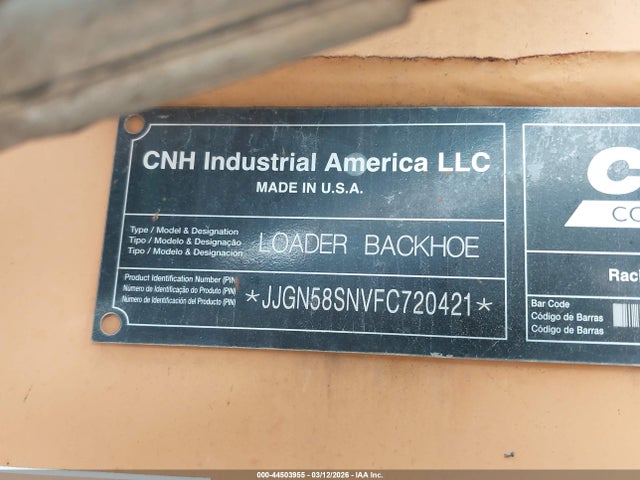 CNH Industrial America LLC
MADE IN U.S.A.
Type / Model & Designation
Tipo / Modelo & Designação
Tipo / Modelo & Designación
LOADER BACKHOE
Product Identification Number (PIN)
Número de Identificação do Produto (PIN)
Número de Identificación del Producto (PIN)
*JJGN58SNVFC720421*
C
CO
Rac
Bar Code
Código de Barras
Código de Barras
000-44503955 - 03/12/2026 - IAA Inc.